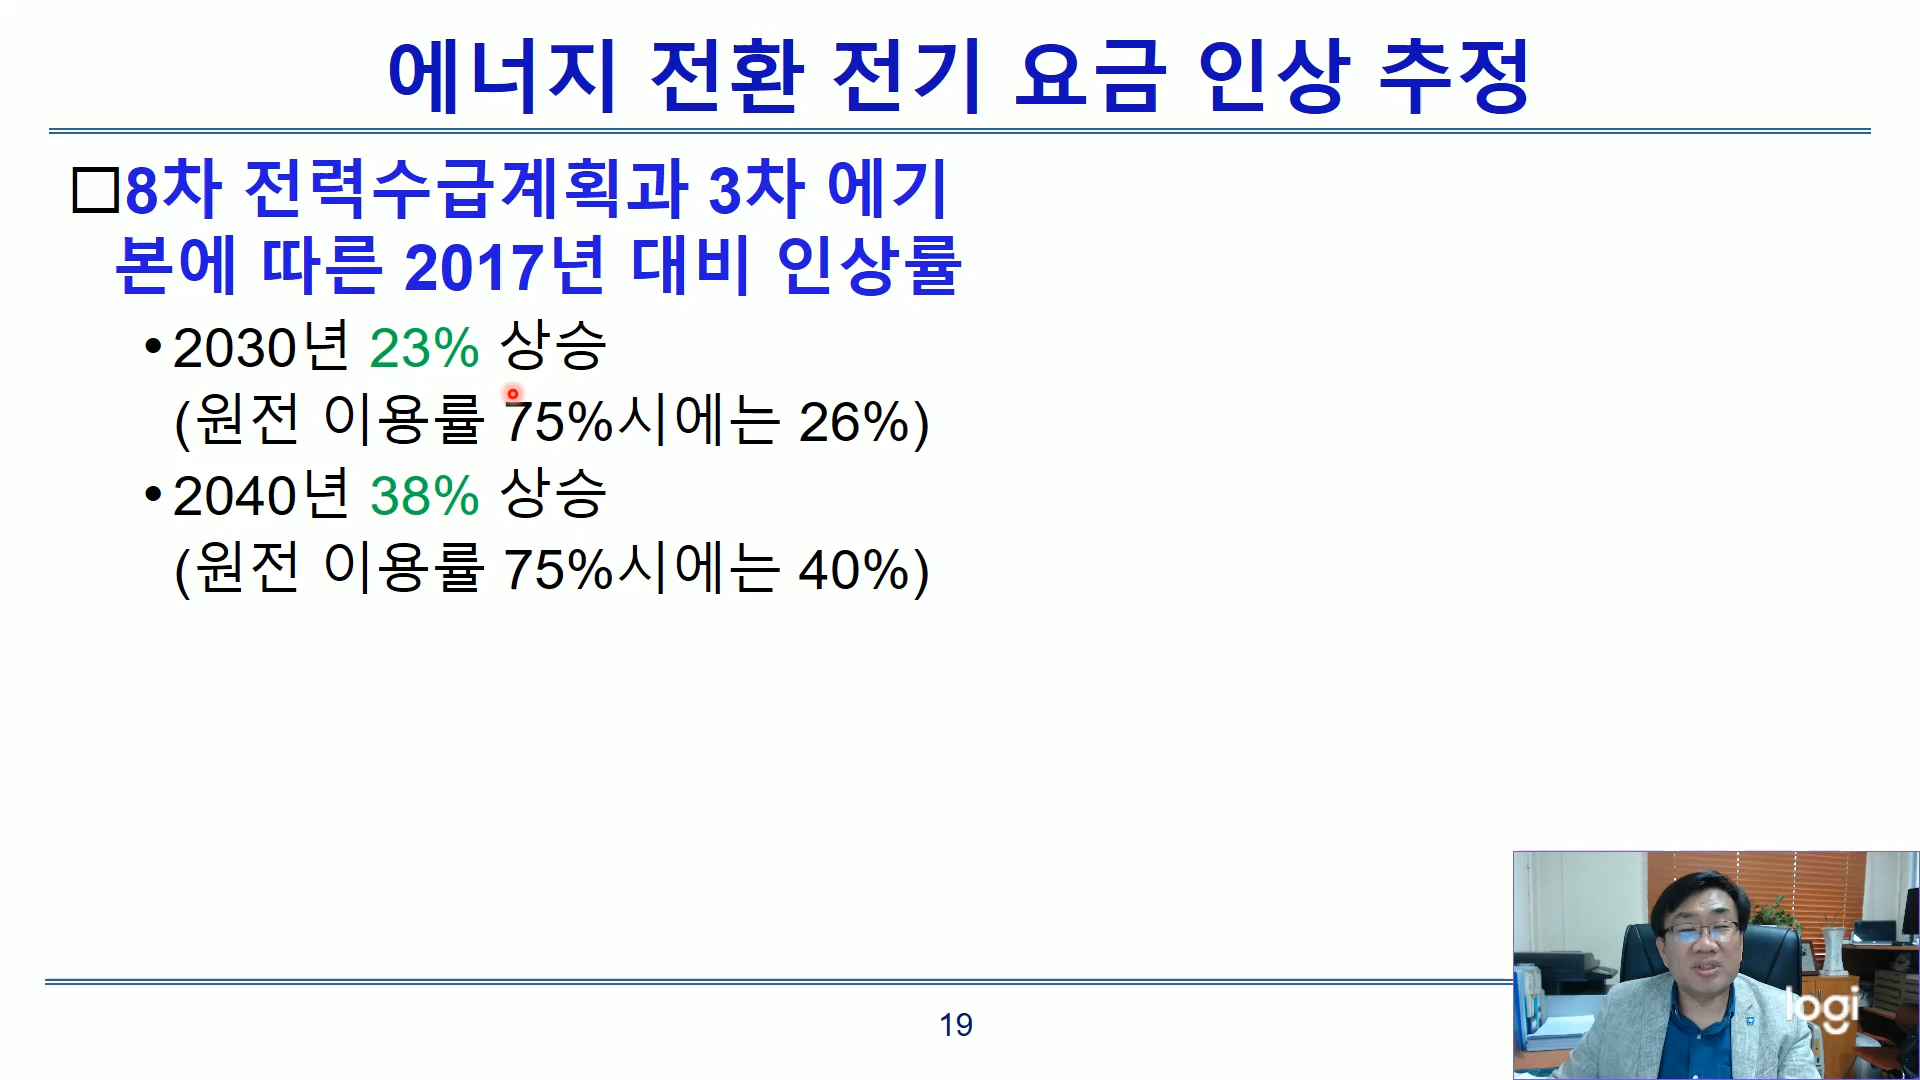 에너지 전환 전기 요금 인상 추정
□8차 전력수급계획과 3차 에기
본에 따른 2017년 대비 인상률
•2030년 23% 상승
(원전 이용률 75%시에는 26%)
•2040년 38% 상승
(원전 이용률 75%시에는 40%)
19
logi